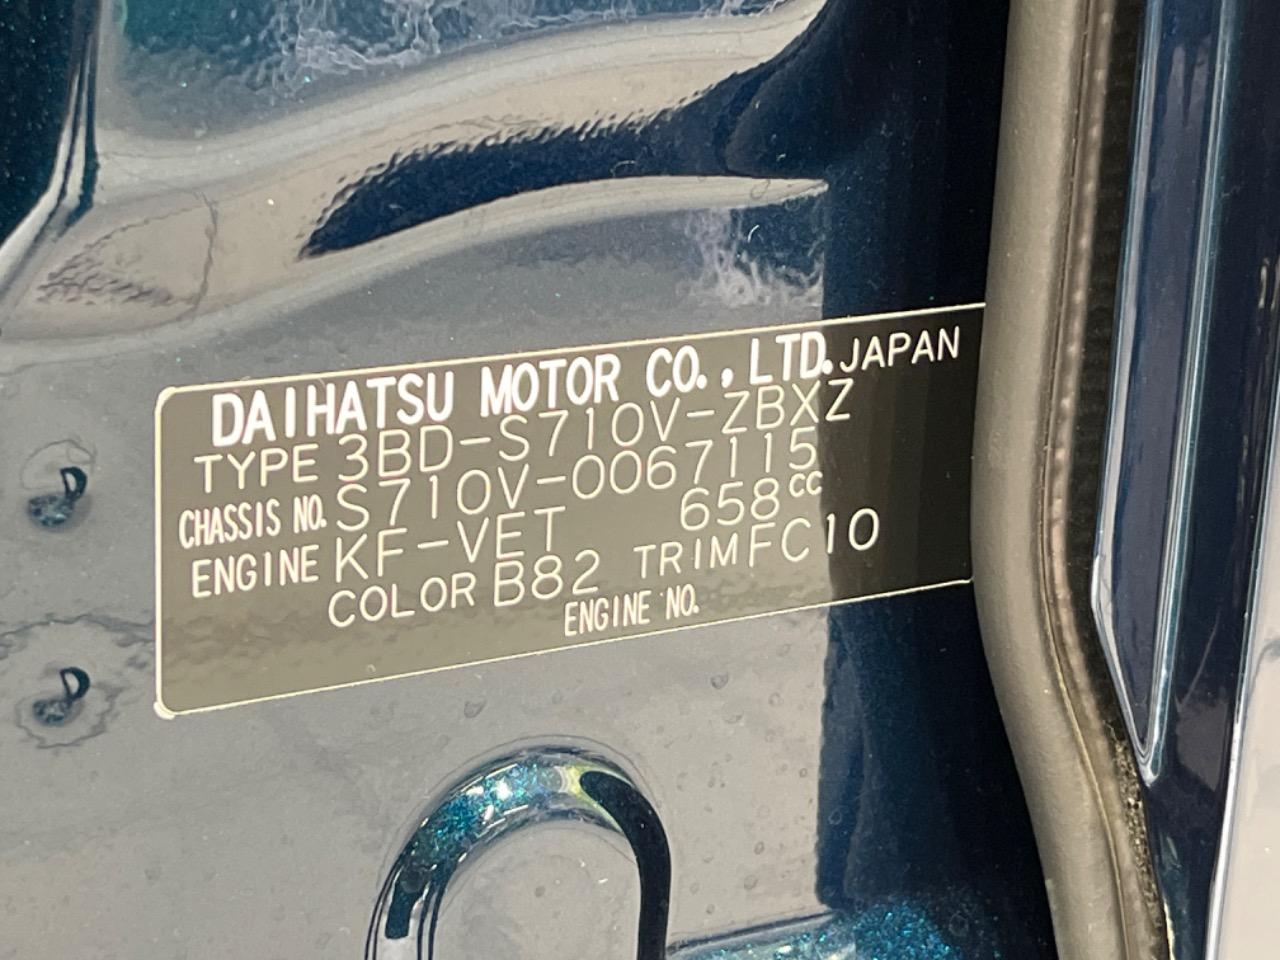 DAIHATSU MOTOR CO., LTD. JAPAN
TYPE 3BD-S710V-ZBXZ
CHASSIS NO. S710V-0067115
ENGINE KF-VET 658cc
COLOR B82 TRIM FC10
ENGINE NO.